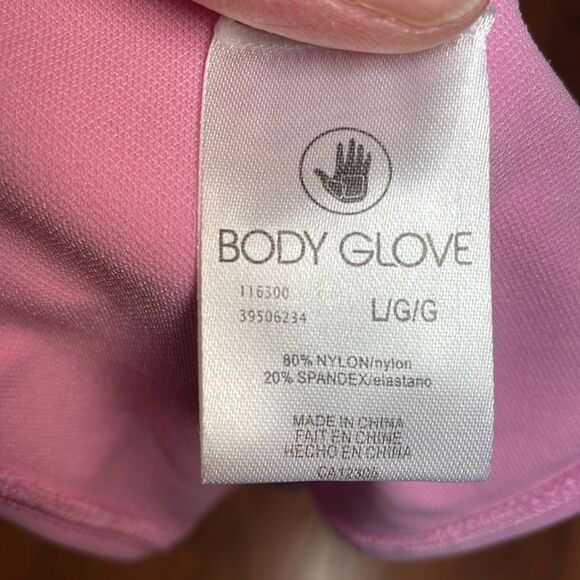 BODY GLOVE
116300
39506234
L/G/G
80% NYLON/nylon
20% SPANDEX/elastano
MADE IN CHINA
FAIT EN CHINE
HECHO EN CHINA